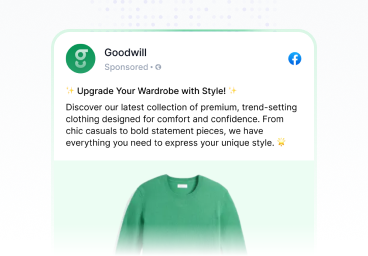 Goodwill
Sponsored •
✨ Upgrade Your Wardrobe with Style! ✨
Discover our latest collection of premium, trend-setting
clothing designed for comfort and confidence. From
chic casuals to bold statement pieces, we have
everything you need to express your unique style.